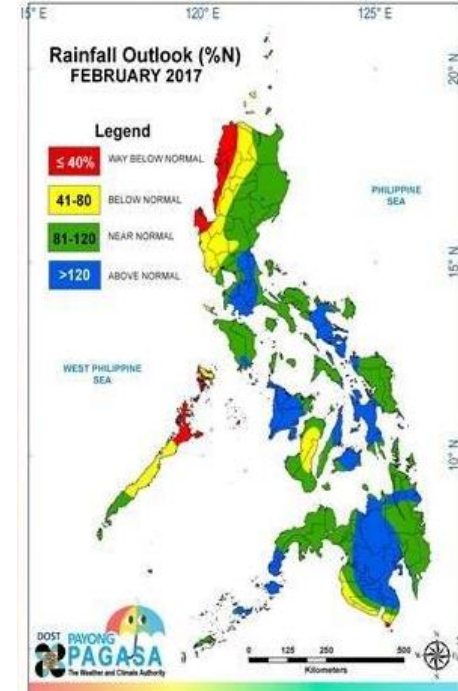 120° E
125° E
Rainfall Outlook (%N)
FEBRUARY 2017
20° N
Legend
≤ 40% WAY BELOW NORMAL
41-80 BELOW NORMAL
81-120 NEAR NORMAL
>120 ABOVE NORMAL
PHILIPPINE
SEA
15° N
15° N
WEST PHILIPPINE
SEA
10° N
10° N
DOST
PAYONG
PAGASA
The Weather and Climate Authority
0 125 250 500
Kilometers